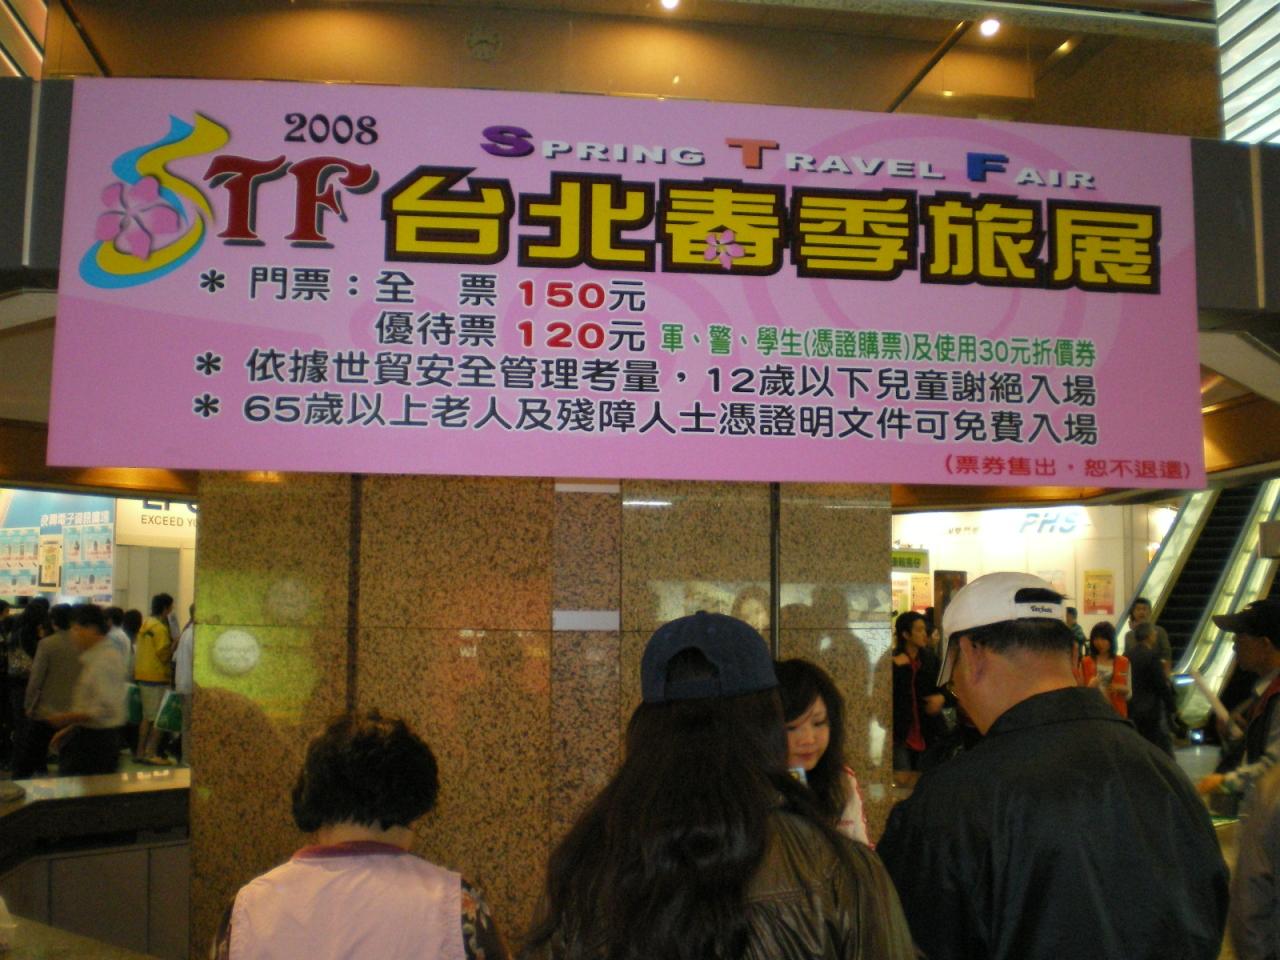 2008
STF
SPRING TRAVEL FAIR
台北春季旅展
* 門票：全 票 150元
優待票 120元 軍、警、學生(憑證購票)及使用30元折價券
* 依據世貿安全管理考量，12歲以下兒童謝絕入場
* 65歲以上老人及殘障人士憑證明文件可免費入場
(票券售出，恕不退還)
EXCEED YO
PHS